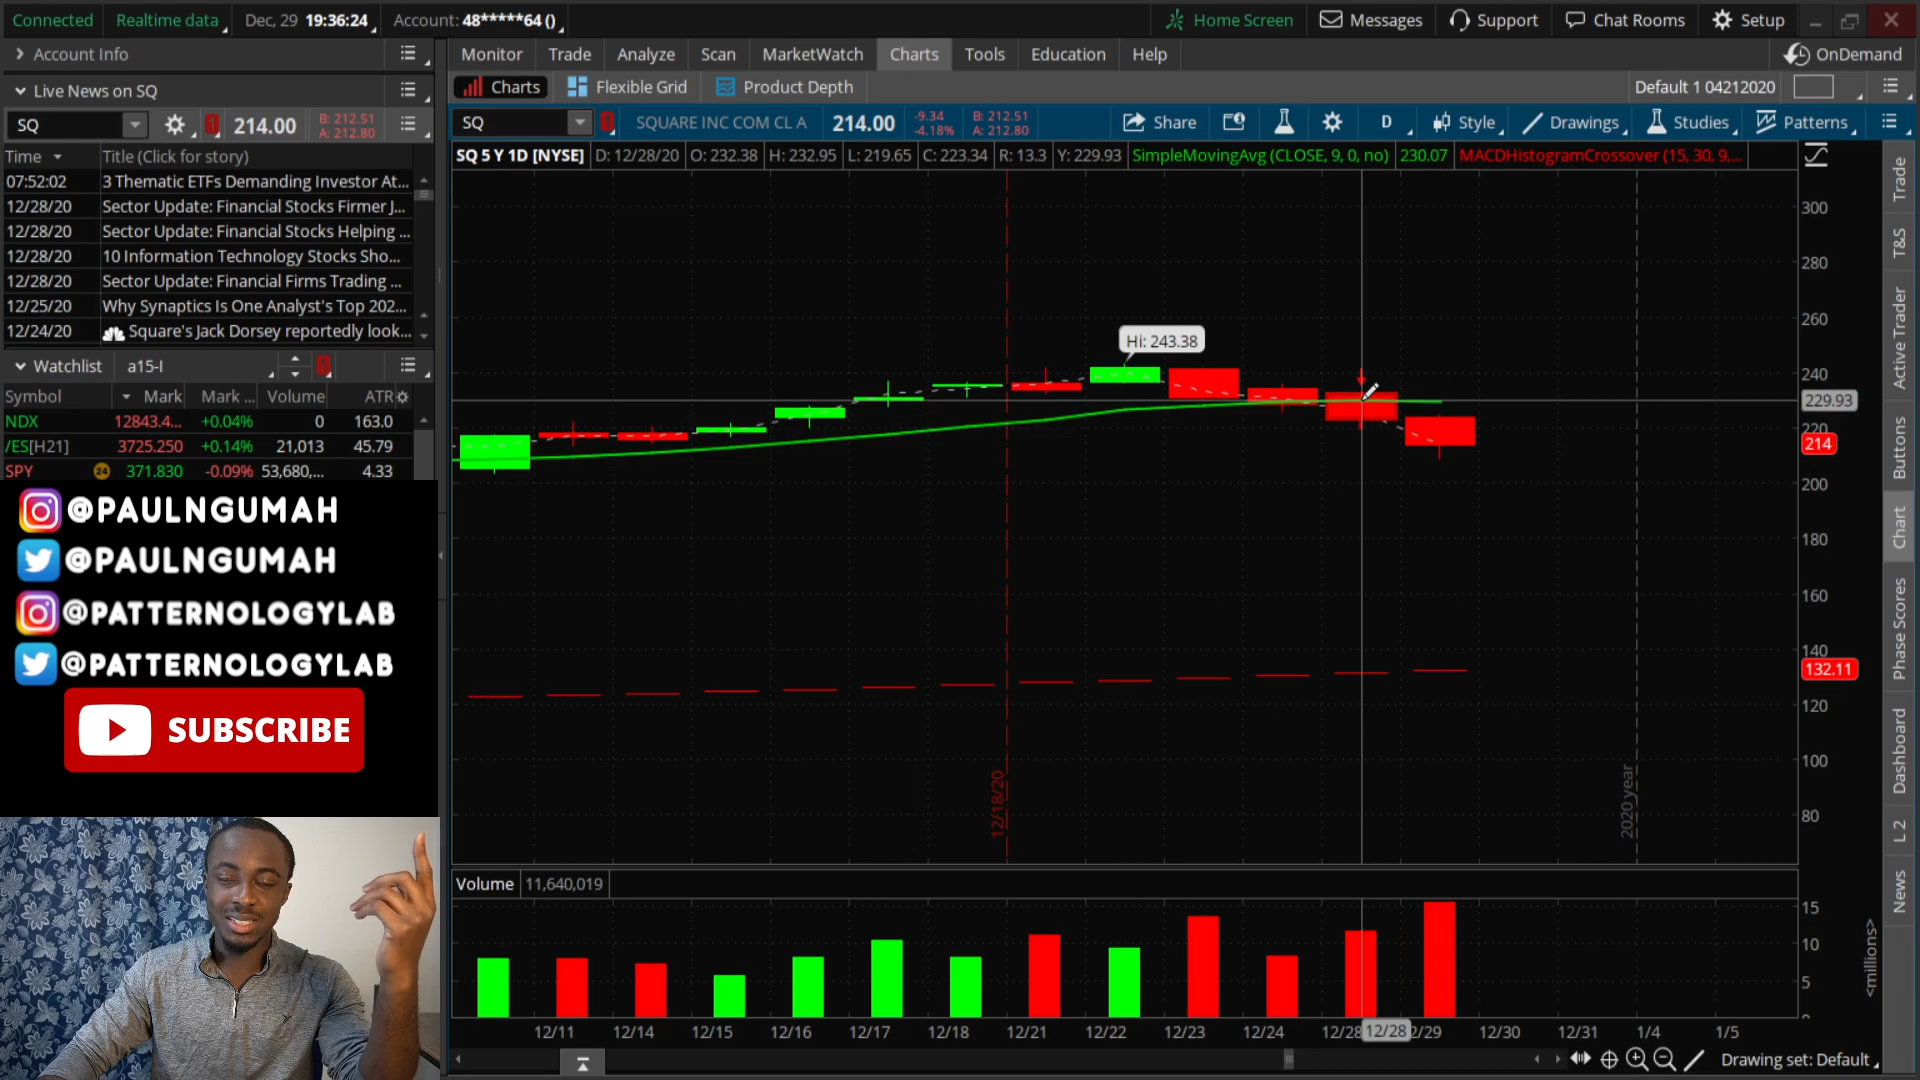 Connected Realtime data Dec, 29 19:36:24 Account: 48*****64 () Home Screen Messages Support Chat Rooms Setup
Account Info
Monitor Trade Analyze Scan MarketWatch Charts Tools Education Help OnDemand
Live News on SQ
Charts Flexible Grid Product Depth Default 1 04212020
SQ 1 214.00 B: 212.51 A: 212.80
SQ SQUARE INC COM CL A 214.00 -9.34 -4.18% B: 212.51 A: 212.80 Share D Style Drawings Studies Patterns
Time Title (Click for story)
SQ 5 Y 1D [NYSE] D: 12/28/20 O: 232.38 H: 232.95 L: 219.65 C: 223.34 R: 13.3 Y: 229.93 SimpleMovingAvg (CLOSE, 9, 0, no) 230.07 MACDHistogramCrossover (15, 30, 9,...
07:52:02 3 Thematic ETFs Demanding Investor At...
12/28/20 Sector Update: Financial Stocks Firmer J...
12/28/20 Sector Update: Financial Stocks Helping ...
12/28/20 10 Information Technology Stocks Sho...
12/28/20 Sector Update: Financial Firms Trading ...
12/25/20 Why Synaptics Is One Analyst's Top 202...
12/24/20 Square's Jack Dorsey reportedly look...
Watchlist a15-I
Symbol Mark Mark ... Volume ATR
NDX 12843.4... +0.04% 0 163.0
/ES[H21] 3725.250 +0.14% 21,013 45.79
SPY 24 371.830 -0.09% 53,680,... 4.33
@PAULNGUMAH
@PAULNGUMAH
@PATTERNOLOGYLAB
@PATTERNOLOGYLAB
SUBSCRIBE
Hi: 243.38
12/18/20
2020 year
300
280
260
240
229.93
220
214
200
180
160
140
132.11
120
100
80
Volume 11,640,019
15
10
5
<millions>
12/11 12/14 12/15 12/16 12/17 12/18 12/21 12/22 12/23 12/24 12/28 12/28 2/29 12/30 12/31 1/4 1/5
Drawing set: Default
Trade
T&S
Active Trader
Buttons
Chart
Phase Scores
Dashboard
L 2
News